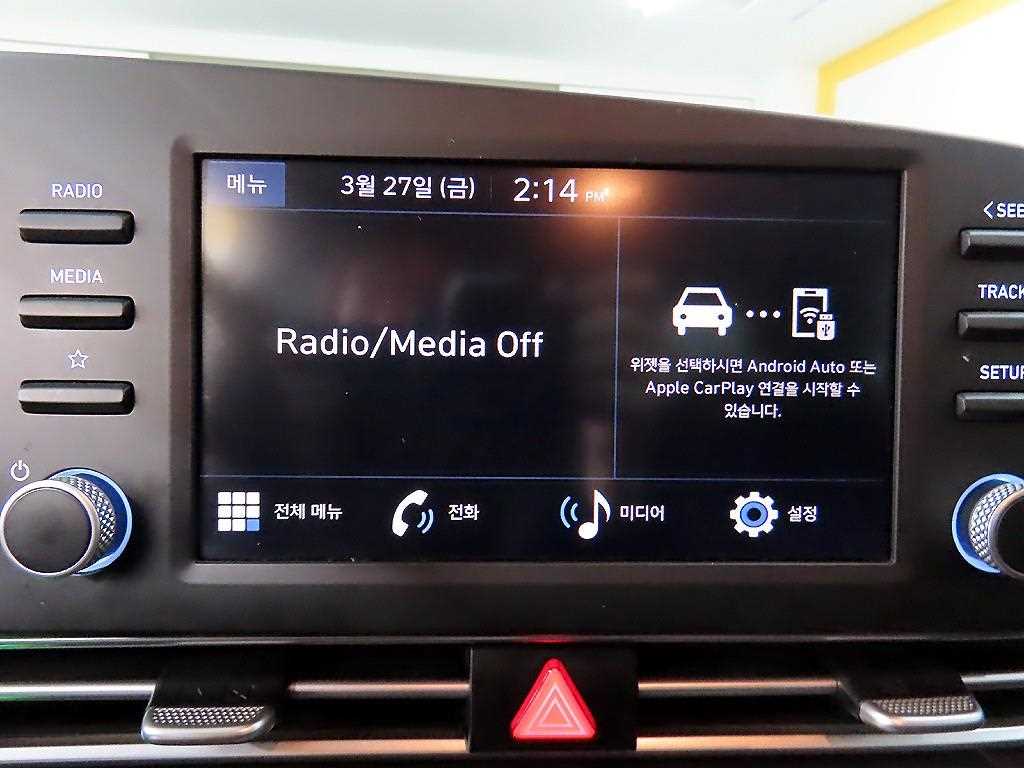 RADIO
MEDIA
메뉴
3월 27일 (금)
2:14 PM
Radio/Media Off
위젯을 선택하시면 Android Auto 또는
Apple CarPlay 연결을 시작할 수
있습니다.
전체 메뉴
전화
미디어
설정
TRACK